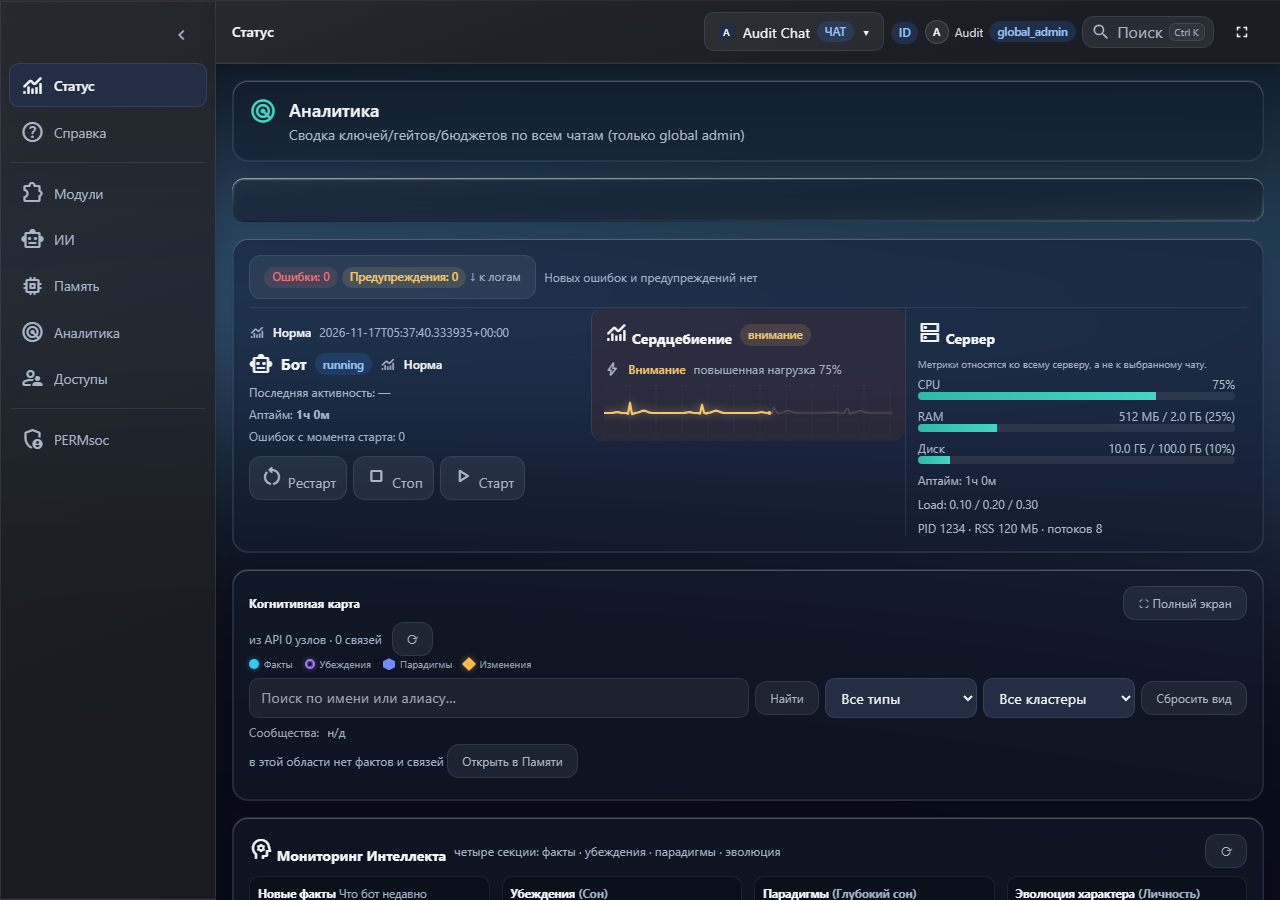 Статус
Audit Chat ЧАТ ▾
ID
A Audit global_admin
Поиск Ctrl K
Статус
Справка
Модули
ИИ
Память
Аналитика
Доступы
PERMsoc
Аналитика
Сводка ключей/гейтов/бюджетов по всем чатам (только global admin)
Ошибки: 0 Предупреждения: 0 ↓ к логам Новых ошибок и предупреждений нет
Норма 2026-11-17T05:37:40.333935+00:00
Бот running Норма
Последняя активность: —
Аптайм: 1ч 0м
Ошибок с момента старта: 0
Рестарт Стоп Старт
Сердцебиение внимание
Внимание повышенная нагрузка 75%
Сервер
Метрики относятся ко всему серверу, а не к выбранному чату.
CPU 75%
RAM 512 МБ / 2.0 ГБ (25%)
Диск 10.0 ГБ / 100.0 ГБ (10%)
Аптайм: 1ч 0м
Load: 0.10 / 0.20 / 0.30
PID 1234 · RSS 120 МБ · потоков 8
Когнитивная карта
Полный экран
из API 0 узлов · 0 связей
Факты Убеждения Парадигмы Изменения
Поиск по имени или алиасу... Найти Все типы Все кластеры Сбросить вид
Сообщества: н/д
в этой области нет фактов и связей Открыть в Памяти
Мониторинг Интеллекта четыре секции: факты · убеждения · парадигмы · эволюция
Новые факты Что бот недавно
Убеждения (Сон)
Парадигмы (Глубокий сон)
Эволюция характера (Личность)